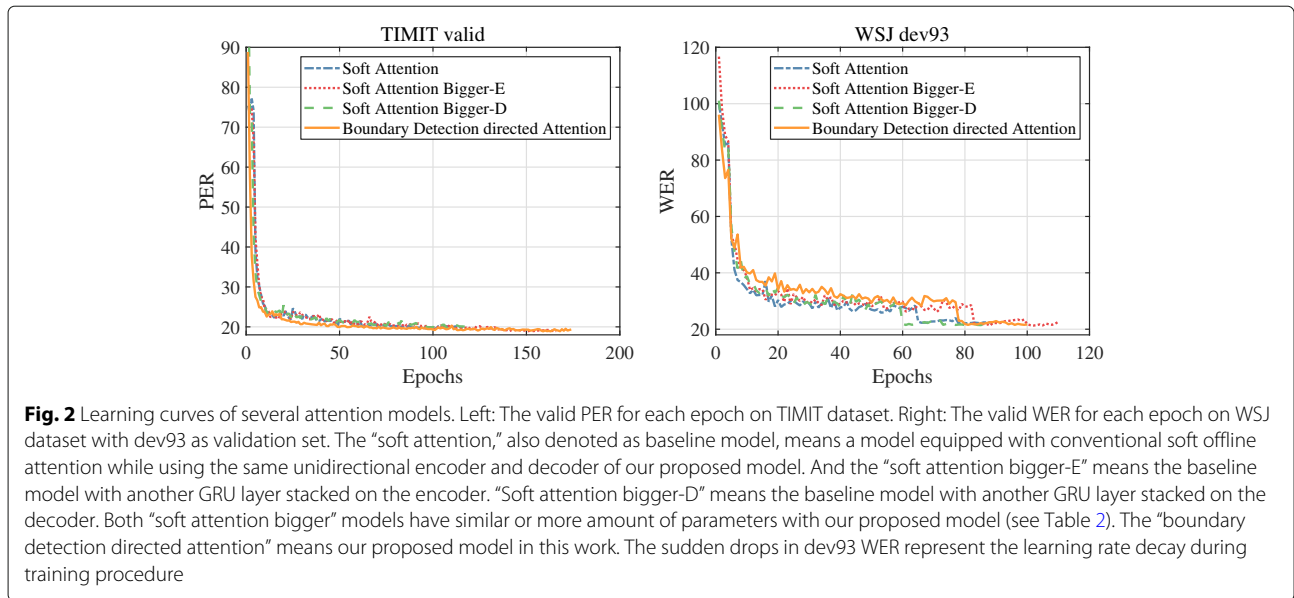 TIMIT valid
90
80
70
60
50
40
30
20
PER
0
50
100
150
200
Epochs
Soft Attention
Soft Attention Bigger-E
Soft Attention Bigger-D
Boundary Detection directed Attention
WSJ dev93
120
100
80
60
40
20
WER
0
20
40
60
80
100
120
Epochs
Soft Attention
Soft Attention Bigger-E
Soft Attention Bigger-D
Boundary Detection directed Attention
Fig. 2 Learning curves of several attention models. Left: The valid PER for each epoch on TIMIT dataset. Right: The valid WER for each epoch on WSJ
dataset with dev93 as validation set. The “soft attention,” also denoted as baseline model, means a model equipped with conventional soft offline
attention while using the same unidirectional encoder and decoder of our proposed model. And the “soft attention bigger-E” means the baseline
model with another GRU layer stacked on the encoder. “Soft attention bigger-D” means the baseline model with another GRU layer stacked on the
decoder. Both “soft attention bigger” models have similar or more amount of parameters with our proposed model (see Table 2). The “boundary
detection directed attention” means our proposed model in this work. The sudden drops in dev93 WER represent the learning rate decay during
training procedure